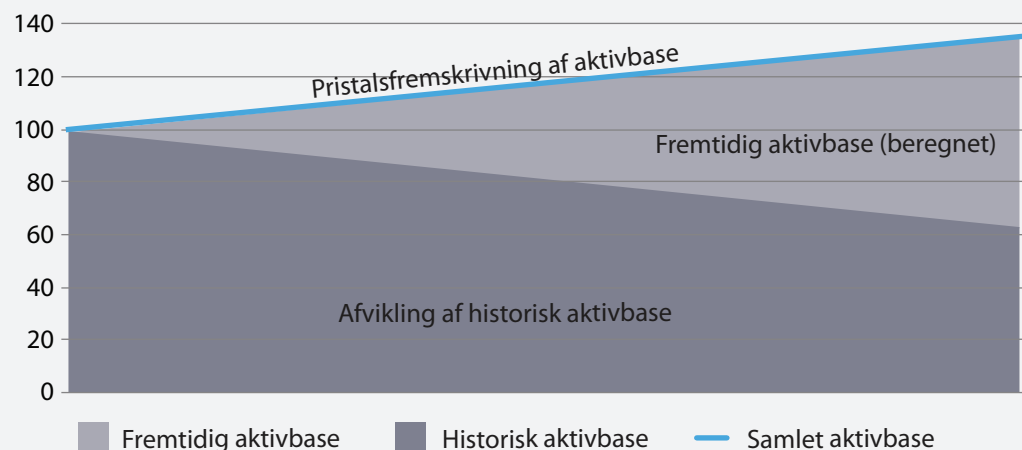 140
Pristalsfremskrivning af aktivbase
120
100
Fremtidig aktivbase (beregnet)
80
60
40
Afvikling af historisk aktivbase
20
0
Fremtidig aktivbase Historisk aktivbase Samlet aktivbase